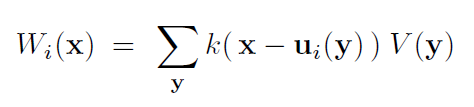 W_i(𝐱) = ∑_𝐲 k( 𝐱 − 𝐮_i(𝐲) ) V(𝐲)